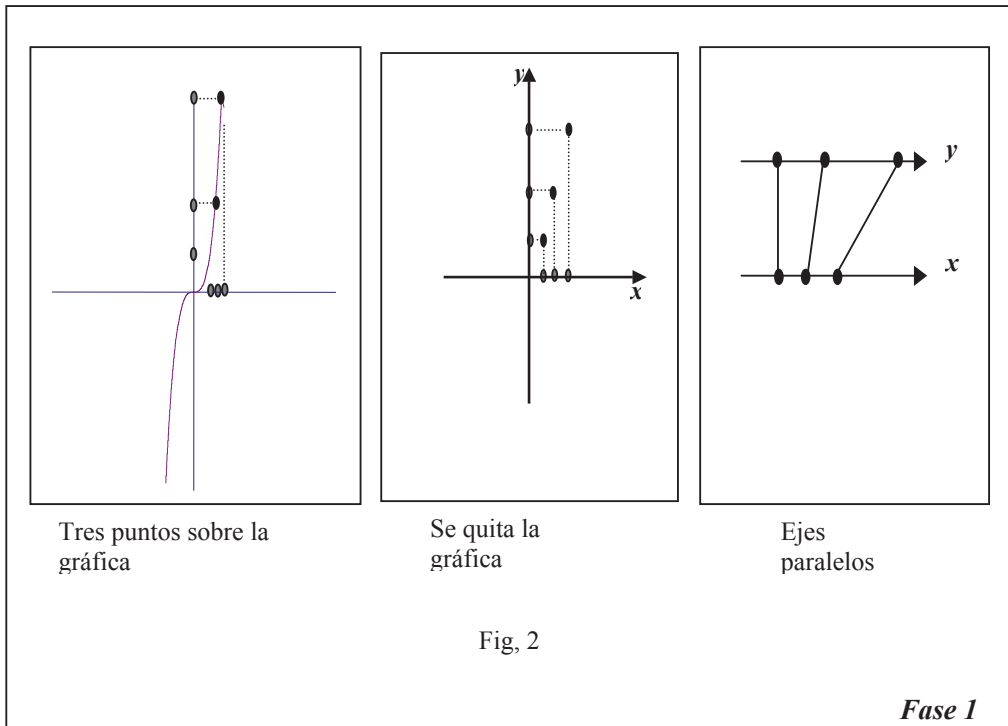 y
x
y
x
Tres puntos sobre la
gráfica
Se quita la
gráfica
Ejes
paralelos
Fig, 2
Fase 1